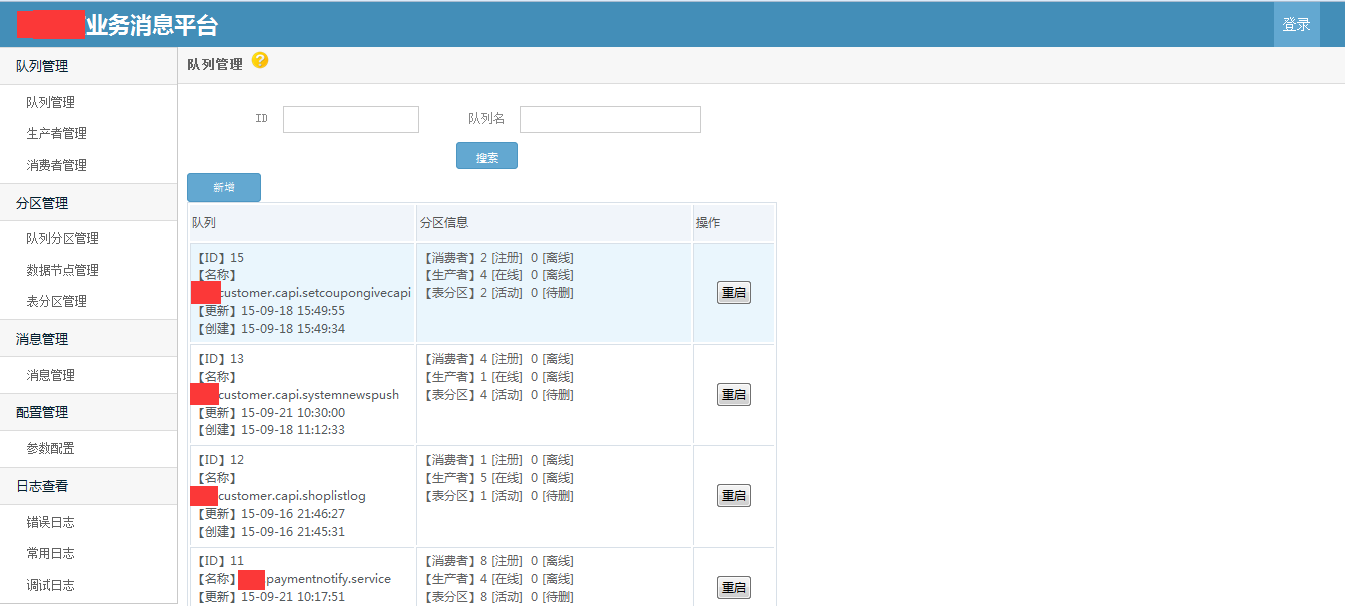 业务消息平台
登录
队列管理
队列管理
生产者管理
消费者管理
分区管理
队列分区管理
数据节点管理
表分区管理
消息管理
消息管理
配置管理
参数配置
日志查看
错误日志
常用日志
调试日志
队列管理 ?
ID 队列名
搜索
新增
队列 分区信息 操作
【ID】15
【名称】
customer.capi.setcoupongivecapi
【更新】15-09-18 15:49:55
【创建】15-09-18 15:49:34
【消费者】2 [注册] 0 [离线]
【生产者】4 [在线] 0 [离线]
【表分区】2 [活动] 0 [待删]
重启
【ID】13
【名称】
customer.capi.systemnewspush
【更新】15-09-21 10:30:00
【创建】15-09-18 11:12:33
【消费者】4 [注册] 0 [离线]
【生产者】1 [在线] 0 [离线]
【表分区】4 [活动] 0 [待删]
重启
【ID】12
【名称】
customer.capi.shoplistlog
【更新】15-09-16 21:46:27
【创建】15-09-16 21:45:31
【消费者】1 [注册] 0 [离线]
【生产者】5 [在线] 0 [离线]
【表分区】1 [活动] 0 [待删]
重启
【ID】11
【名称】 paymentnotify.service
【更新】15-09-21 10:17:51
【消费者】8 [注册] 0 [离线]
【生产者】4 [在线] 0 [离线]
【表分区】8 [活动] 0 [待删]
重启